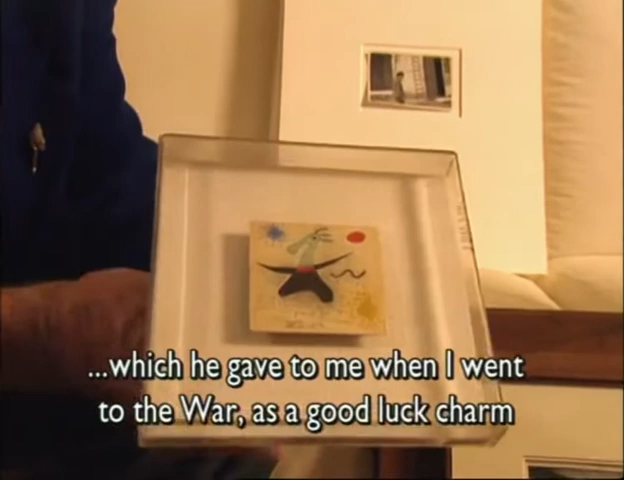 ...which he gave to me when I went
to the War, as a good luck charm